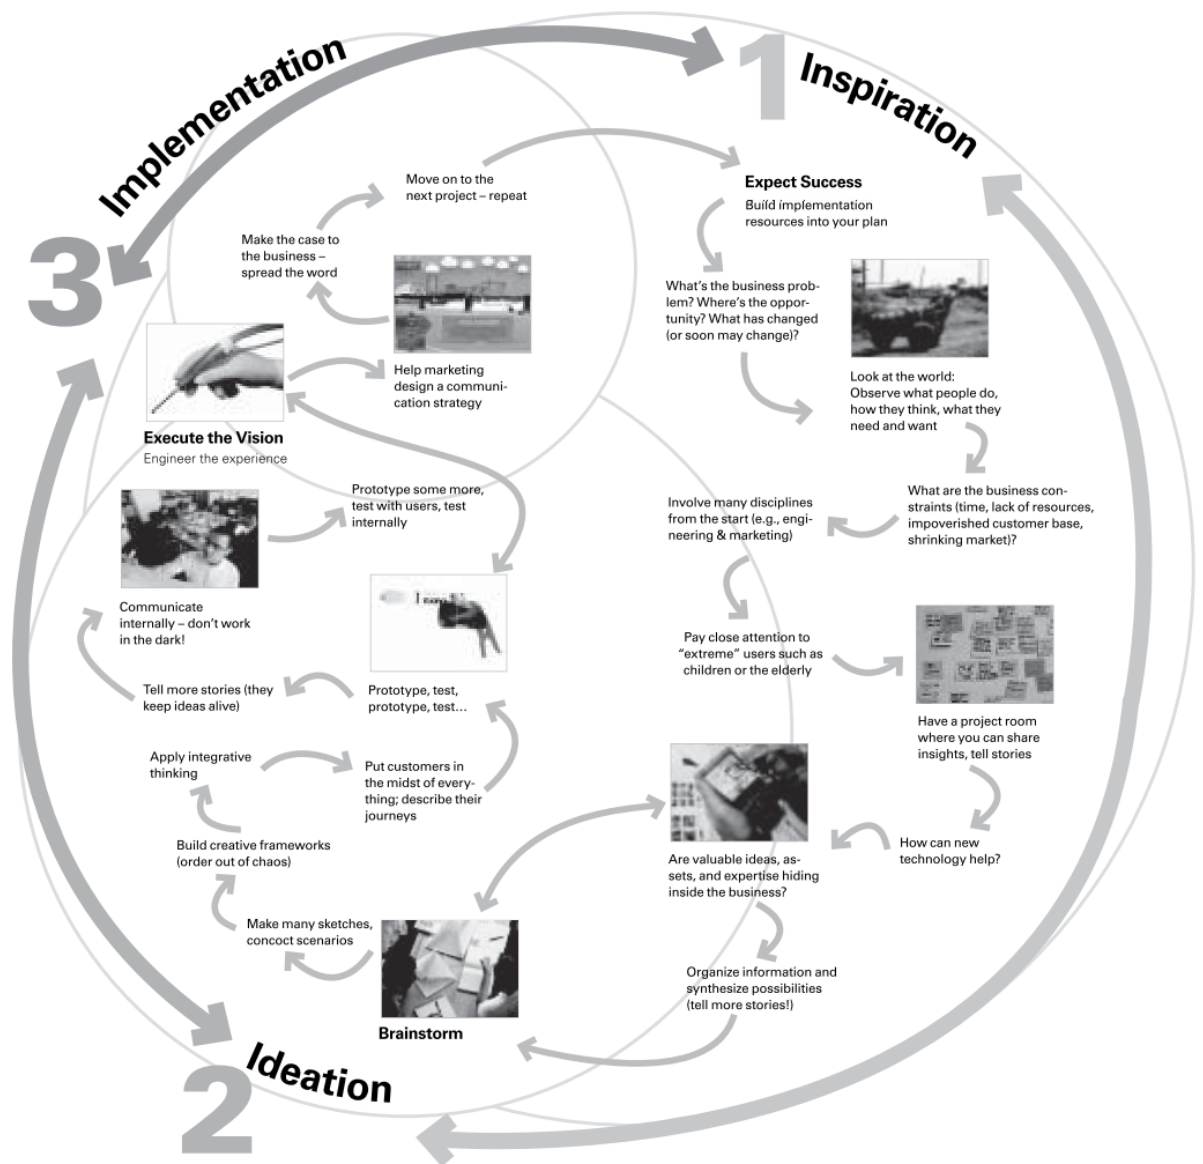 1
Inspiration
Expect Success
Build implementation
resources into your plan
What's the business prob-
lem? Where's the oppor-
tunity? What has changed
(or soon may change)?
Look at the world:
Observe what people do,
how they think, what they
need and want
What are the business con-
straints (time, lack of resources,
impoverished customer base,
shrinking market)?
Involve many disciplines
from the start (e.g., engi-
neering & marketing)
Pay close attention to
“extreme” users such as
children or the elderly
Have a project room
where you can share
insights, tell stories
How can new
technology help?
Are valuable ideas, as-
sets, and expertise hiding
inside the business?
Organize information and
synthesize possibilities
(tell more stories!)
2
Ideation
Brainstorm
Make many sketches,
concoct scenarios
Build creative frameworks
(order out of chaos)
Apply integrative
thinking
Put customers in
the midst of every-
thing; describe their
journeys
Prototype, test,
prototype, test…
Tell more stories (they
keep ideas alive)
Communicate
internally – don't work
in the dark!
Prototype some more,
test with users, test
internally
3
Implementation
Execute the Vision
Engineer the experience
Help marketing
design a communi-
cation strategy
Make the case to
the business –
spread the word
Move on to the
next project – repeat